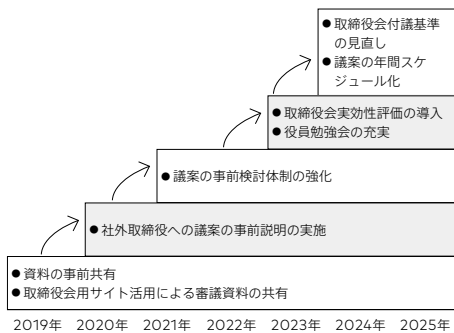 ● 取締役会付議基準
の見直し
● 議案の年間スケ
ジュール化
● 取締役会実効性評価の導入
● 役員勉強会の充実
● 議案の事前検討体制の強化
● 社外取締役への議案の事前説明の実施
● 資料の事前共有
● 取締役会用サイト活用による審議資料の共有
2019年 2020年 2021年 2022年 2023年 2024年 2025年